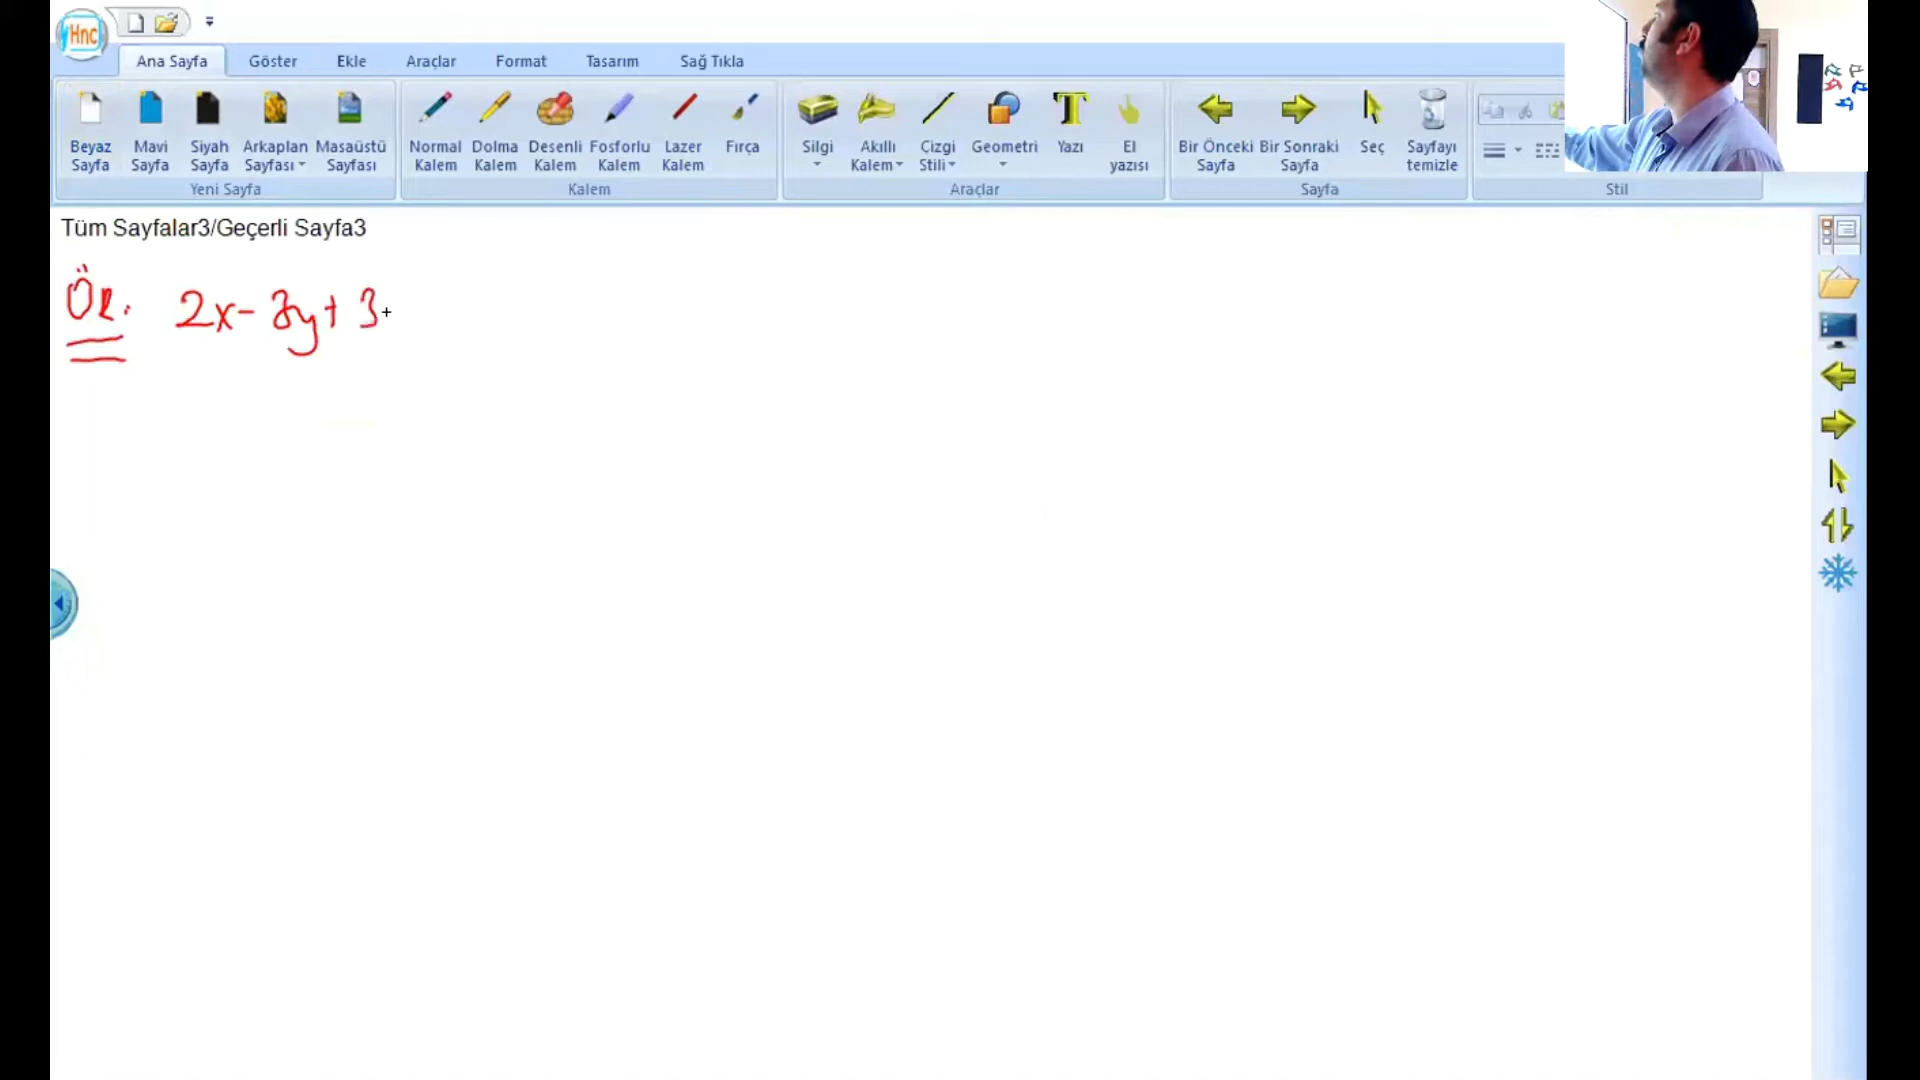 Hnc
Ana Sayfa Göster Ekle Araçlar Format Tasarım Sağ Tıkla
Beyaz Sayfa Mavi Sayfa Siyah Sayfa Arkaplan Sayfası Masaüstü Sayfası Normal Kalem Dolma Kalem Desenli Kalem Fosforlu Kalem Lazer Kalem Fırça Silgi Akıllı Kalem Çizgi Stili Geometri Yazı El yazısı Bir Önceki Sayfa Bir Sonraki Sayfa Seç Sayfayı temizle
Yeni Sayfa Kalem Araçlar Sayfa Stil
Tüm Sayfalar3/Geçerli Sayfa3
Ör. 2x-3y+3